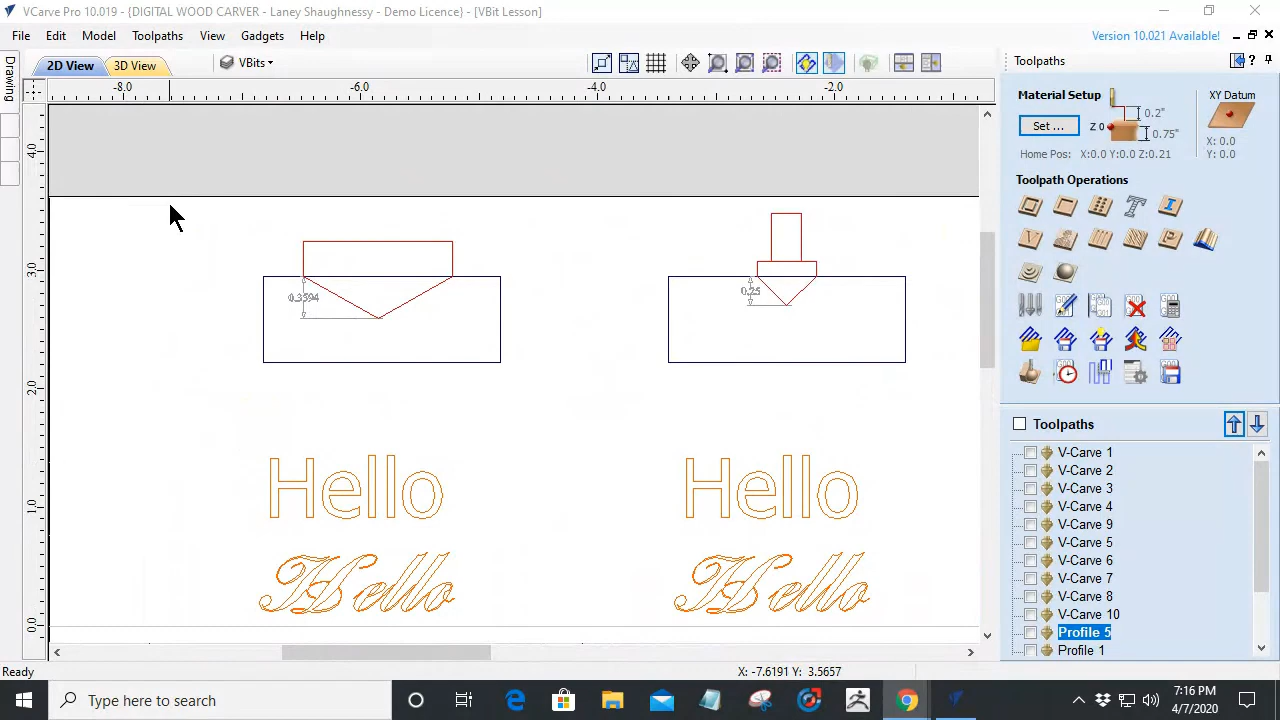 VCarve Pro 10.019 - {DIGITAL WOOD CARVER - Laney Shaughnessy - Demo Licence} - [VBit Lesson]
File Edit Model Toolpaths View Gadgets Help
Version 10.021 Available!
Drawing
2D View
3D View
VBits
-8.0 -6.0 -4.0 -2.0
4.0
3.0
2.0
1.0
0.0
0.3594
0.25
Hello
Hello
Hello
Hello
Toolpaths
Material Setup
Set ...
Z 0
0.2"
0.75"
Home Pos: X:0.0 Y:0.0 Z:0.21
XY Datum
X: 0.0
Y: 0.0
Toolpath Operations
Toolpaths
V-Carve 1
V-Carve 2
V-Carve 3
V-Carve 4
V-Carve 9
V-Carve 5
V-Carve 6
V-Carve 7
V-Carve 8
V-Carve 10
Profile 5
Profile 1
Ready
X: -7.6191 Y: 3.5657
Type here to search
7:16 PM
4/7/2020